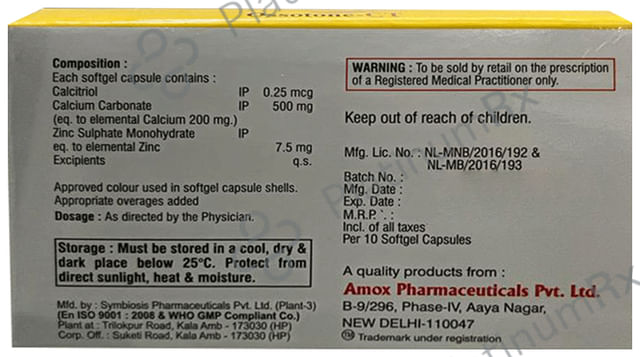 Composition :
Each softgel capsule contains :
Calcitriol IP 0.25 mcg
Calcium Carbonate IP 500 mg
(eq. to elemental Calcium 200 mg.)
Zinc Sulphate Monohydrate IP
eq. to elemental Zinc 7.5 mg
Excipients q.s.
Approved colour used in softgel capsule shells.
Appropriate overages added
Dosage : As directed by the Physician.
Storage : Must be stored in a cool, dry &
dark place below 25°C. Protect from
direct sunlight, heat & moisture.
Mfd. by : Symbiosis Pharmaceuticals Pvt. Ltd. (Plant-3)
(En ISO 9001 : 2008 & WHO GMP Compliant Co.)
Plant at : Trilokpur Road, Kala Amb - 173030 (HP)
Corp. Off. : Suketi Road, Kala Amb - 173030 (HP)
WARNING : To be sold by retail on the prescription
of a Registered Medical Practitioner only.
Keep out of reach of children.
Mfg. Lic. No. : NL-MNB/2016/192 &
NL-MB/2016/193
Batch No. :
Mfg. Date :
Exp. Date :
M.R.P. `. :
Incl. of all taxes
Per 10 Softgel Capsules
A quality products from :
Amox Pharmaceuticals Pvt. Ltd.
B-9/296, Phase-IV, Aaya Nagar,
NEW DELHI-110047
TM Trademark under registration
PlatinumRx